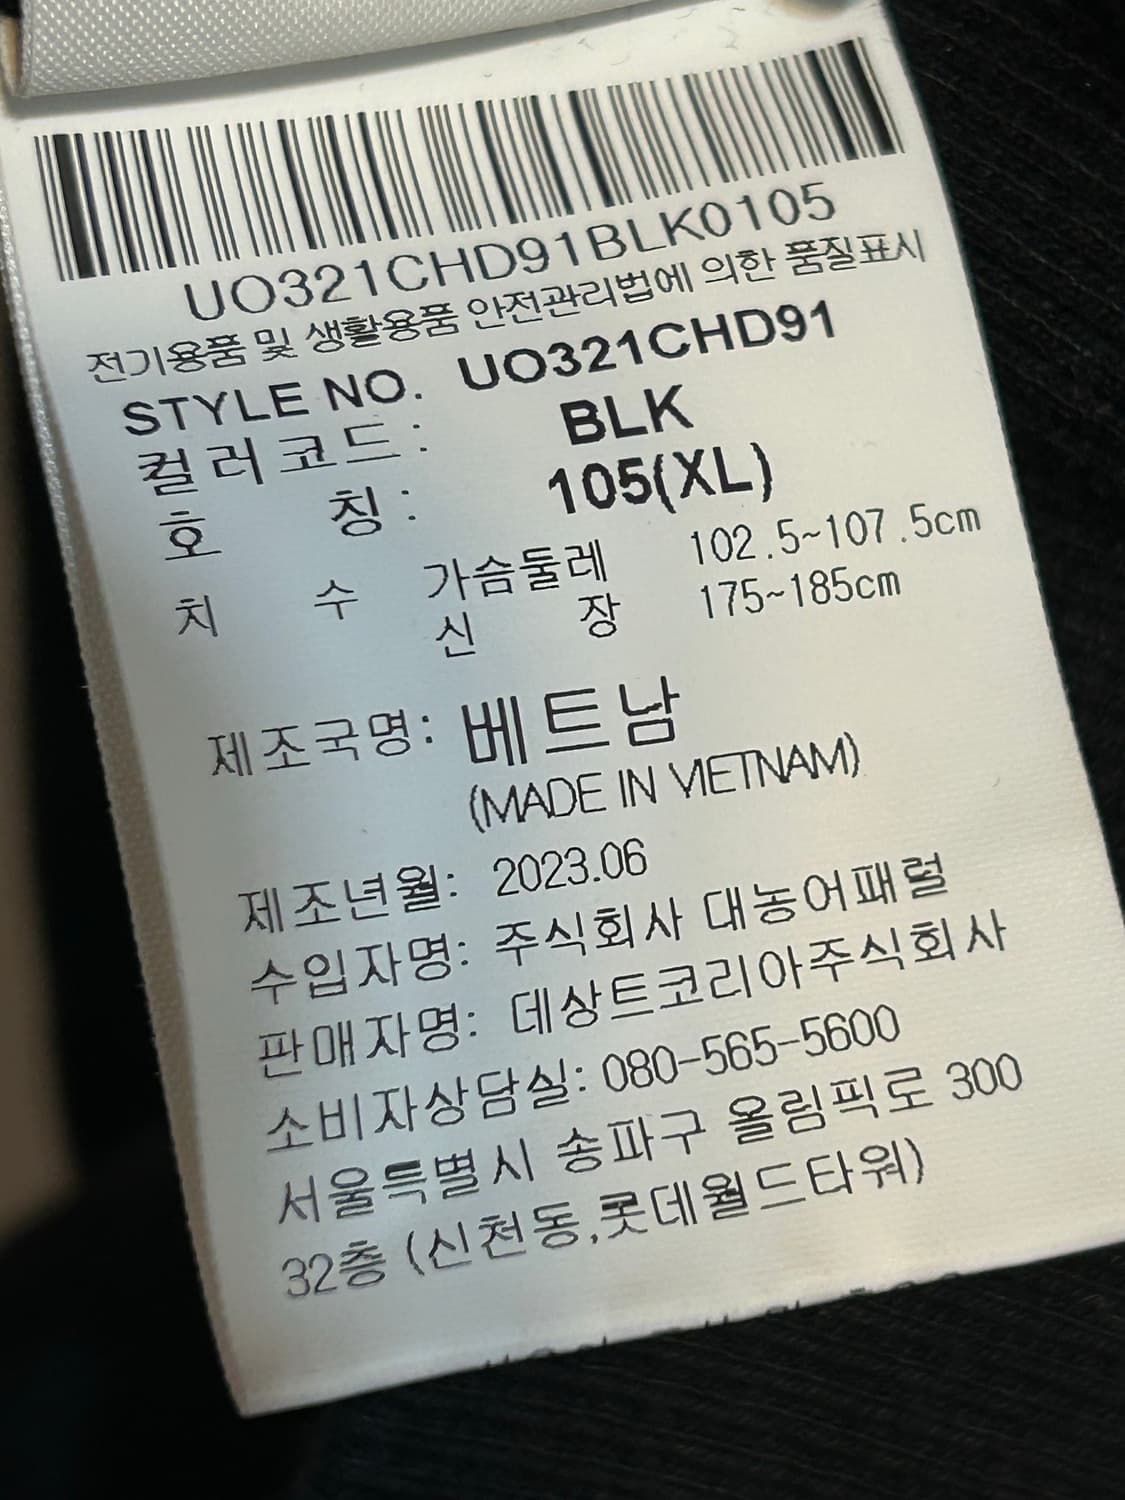 UO321CHD91BLK0105
전기용품 및 생활용품 안전관리법에 의한 품질표시
STYLE NO. UO321CHD91
컬러코드: BLK
호 칭: 105(XL)
치 수 가슴둘레 102.5~107.5cm
신 장 175~185cm
제조국명: 베트남
(MADE IN VIETNAM)
제조년월: 2023.06
수입자명: 주식회사 대농어패럴
판매자명: 데상트코리아주식회사
소비자상담실: 080-565-5600
서울특별시 송파구 올림픽로 300
32층 (신천동,롯데월드타워)